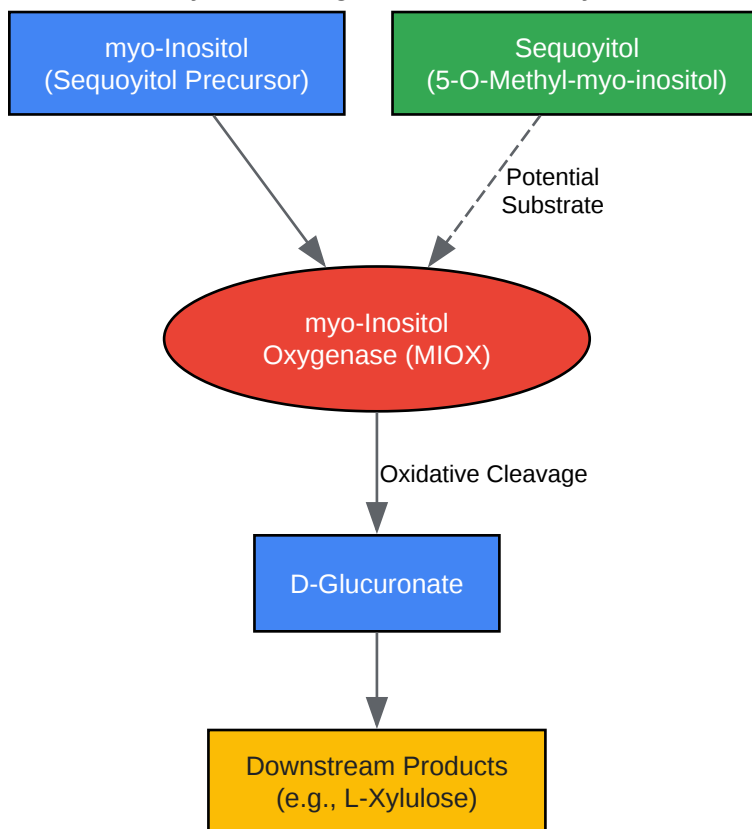 myo-Inositol
(Sequoyitol Precursor)
Sequoyitol
(5-O-Methyl-myo-inositol)
Potential
Substrate
myo-Inositol
Oxygenase (MIOX)
Oxidative Cleavage
D-Glucuronate
Downstream Products
(e.g., L-Xylulose)